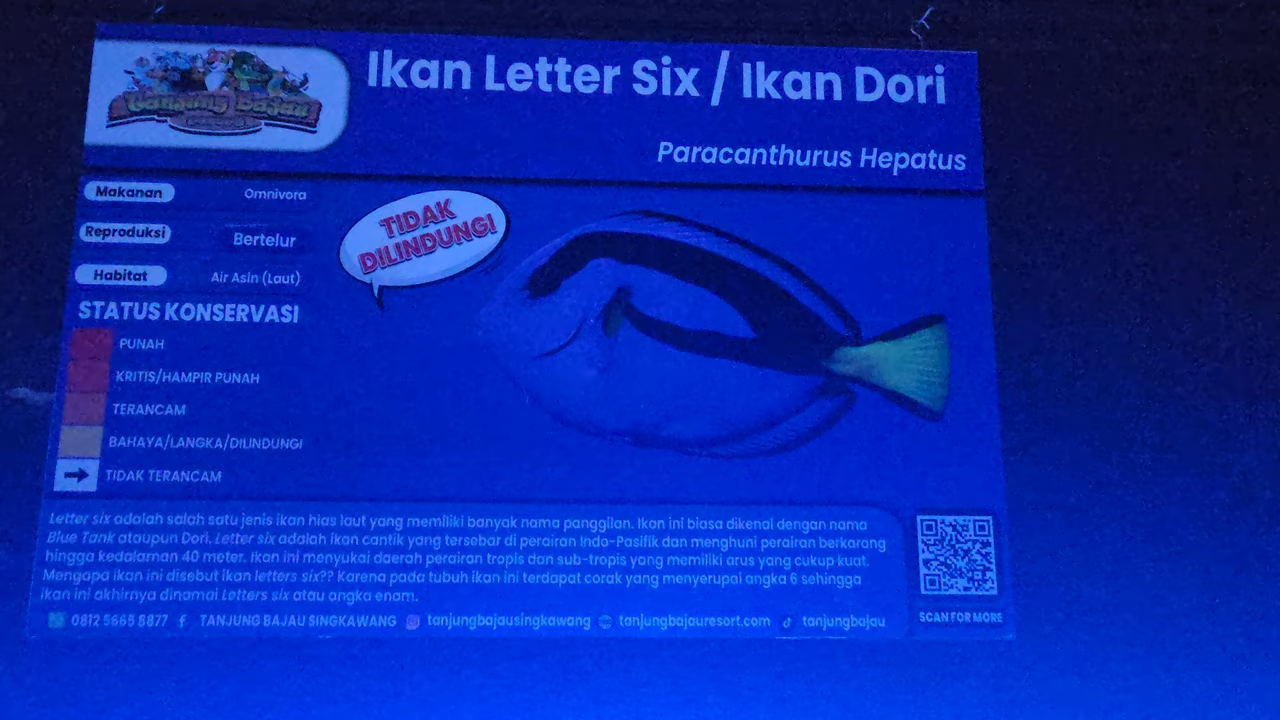 Tanjung Bajau
Ikan Letter Six / Ikan Dori
Paracanthurus Hepatus
Makanan Omnivora
Reproduksi Bertelur
Habitat Air Asin (Laut)
TIDAK
DILINDUNGI
STATUS KONSERVASI
PUNAH
KRITIS/HAMPIR PUNAH
TERANCAM
BAHAYA/LANGKA/DILINDUNGI
TIDAK TERANCAM
Letter six adalah salah satu jenis ikan hias laut yang memiliki banyak nama panggilan. Ikan ini biasa dikenal dengan nama
Blue Tank ataupun Dori. Letter six adalah ikan cantik yang tersebar di perairan Indo-Pasifik dan menghuni perairan berkarang
hingga kedalaman 40 meter. Ikan ini menyukai daerah perairan tropis dan sub-tropis yang memiliki arus yang cukup kuat.
Mengapa ikan ini disebut ikan letters six?? Karena pada tubuh ikan ini terdapat corak yang menyerupai angka 6 sehingga
ikan ini akhirnya dinamai Letters six atau angka enam.
0812 5665 8877 TANJUNG BAJAU SINGKAWANG tanjungbajausingkawang tanjungbajauresort.com tanjungbajau
SCAN FOR MORE